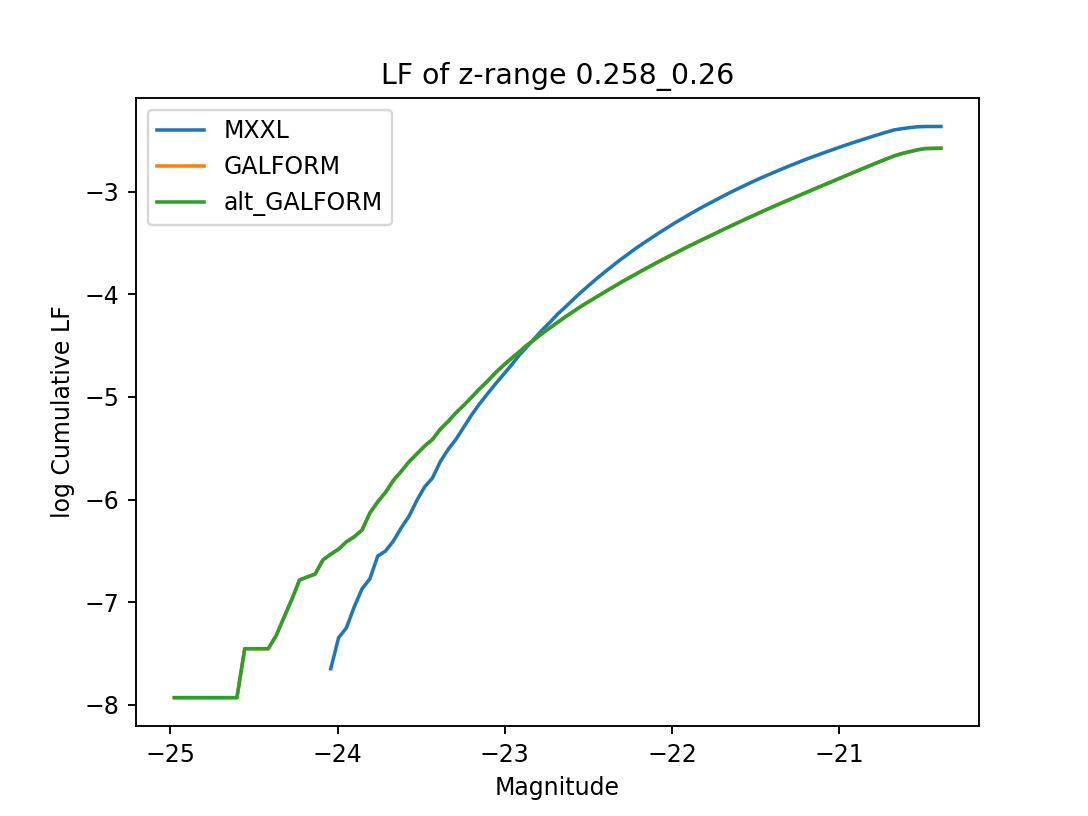 LF of z-range 0.258_0.26
MXXL
GALFORM
alt_GALFORM
log Cumulative LF
−3
−4
−5
−6
−7
−8
−25
−24
−23
−22
−21
Magnitude